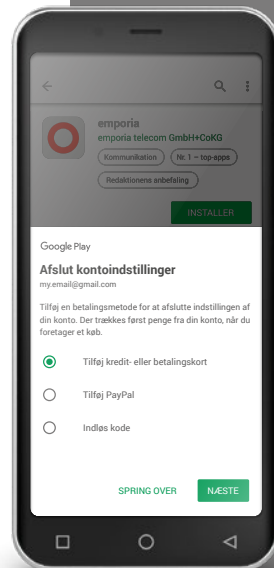 emporia
emporia telecom GmbH+CoKG
Kommunikation
Nr. 1 – top-apps
Redaktionens anbefaling
INSTALLER
Google Play
Afslut kontoindstillinger
my.email@gmail.com
Tilføj en betalingsmetode for at afslutte indstillingen af
din konto. Der trækkes først penge fra din konto, når du
foretager et køb.
Tilføj kredit- eller betalingskort
Tilføj PayPal
Indløs kode
SPRING OVER
NÆSTE